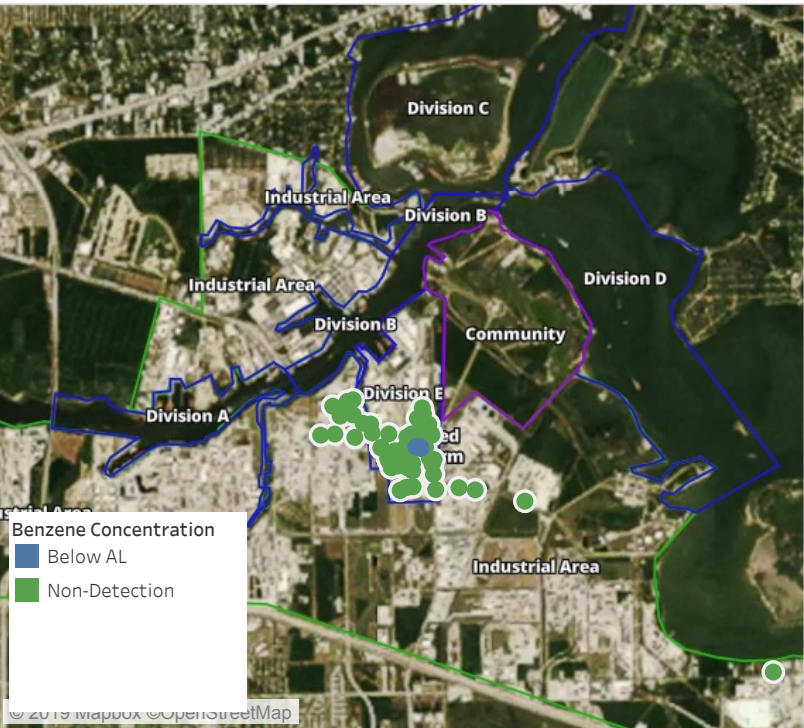 Division C
Industrial Area
Division B
Division D
Industrial Area
Division B
Community
Division E
Division A
Industrial Area
Benzene Concentration
Below AL
Non-Detection
© 2019 Mapbox ©OpenStreetMap